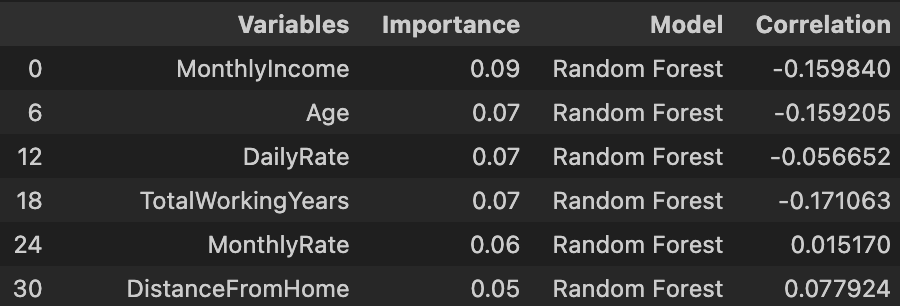 Variables Importance Model Correlation
0 MonthlyIncome 0.09 Random Forest -0.159840
6 Age 0.07 Random Forest -0.159205
12 DailyRate 0.07 Random Forest -0.056652
18 TotalWorkingYears 0.07 Random Forest -0.171063
24 MonthlyRate 0.06 Random Forest 0.015170
30 DistanceFromHome 0.05 Random Forest 0.077924